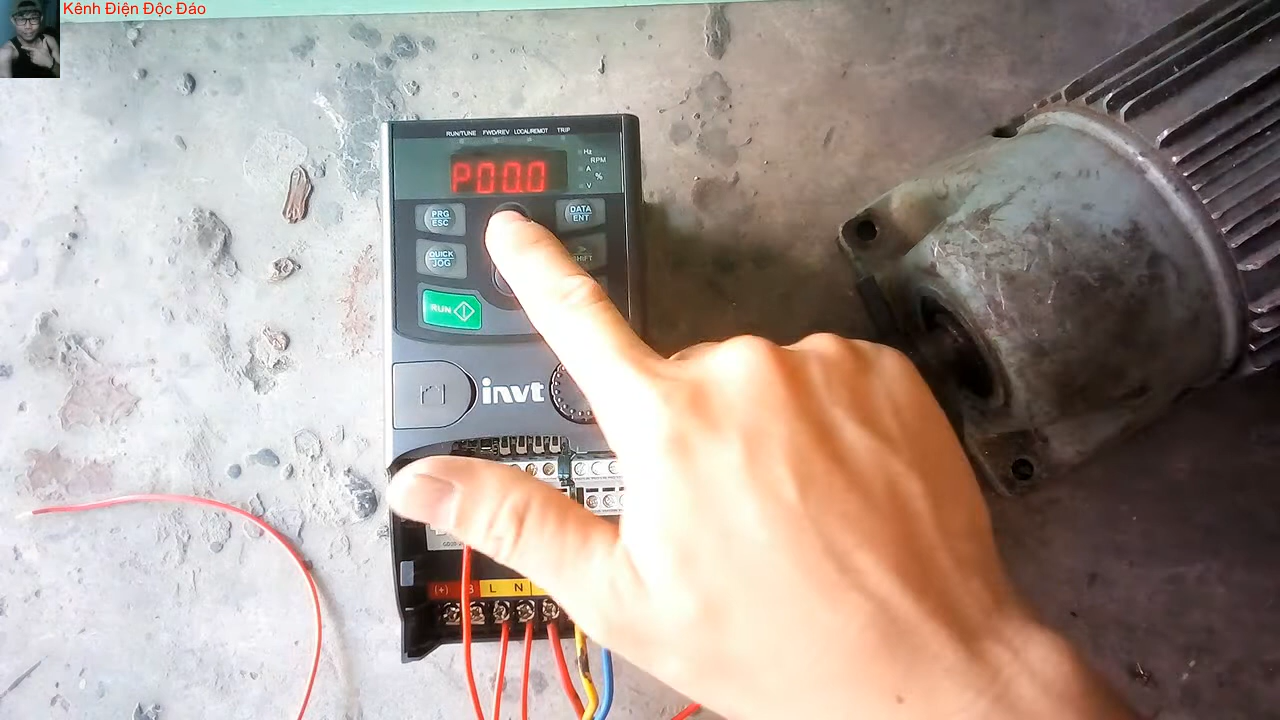 Kênh Điện Độc Đáo
RUN/TUNE FWD/REV LOCAL/REMOT TRIP
Hz
RPM
A
%
V
P00.0
PRG
ESC
DATA
ENT
QUICK
JOG
SHIFT
RUN
invt
(+) B L N